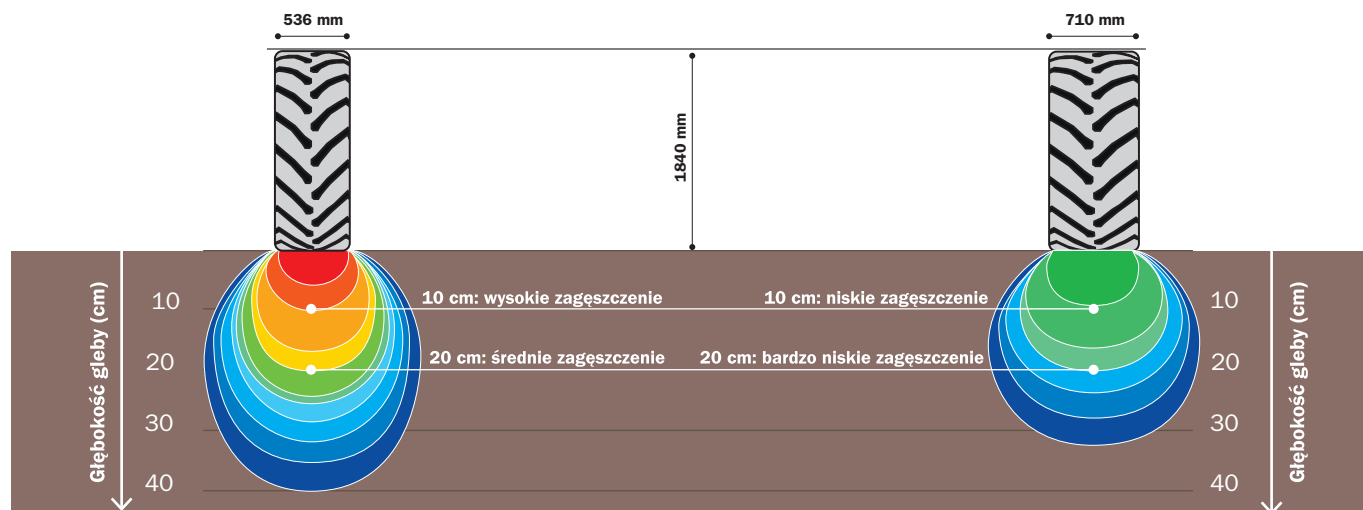 536 mm
710 mm
1840 mm
Głębokość gleby (cm)
10
20
30
40
10 cm: wysokie zagęszczenie
10 cm: niskie zagęszczenie
20 cm: średnie zagęszczenie
20 cm: bardzo niskie zagęszczenie
10
20
30
40
Głębokość gleby (cm)